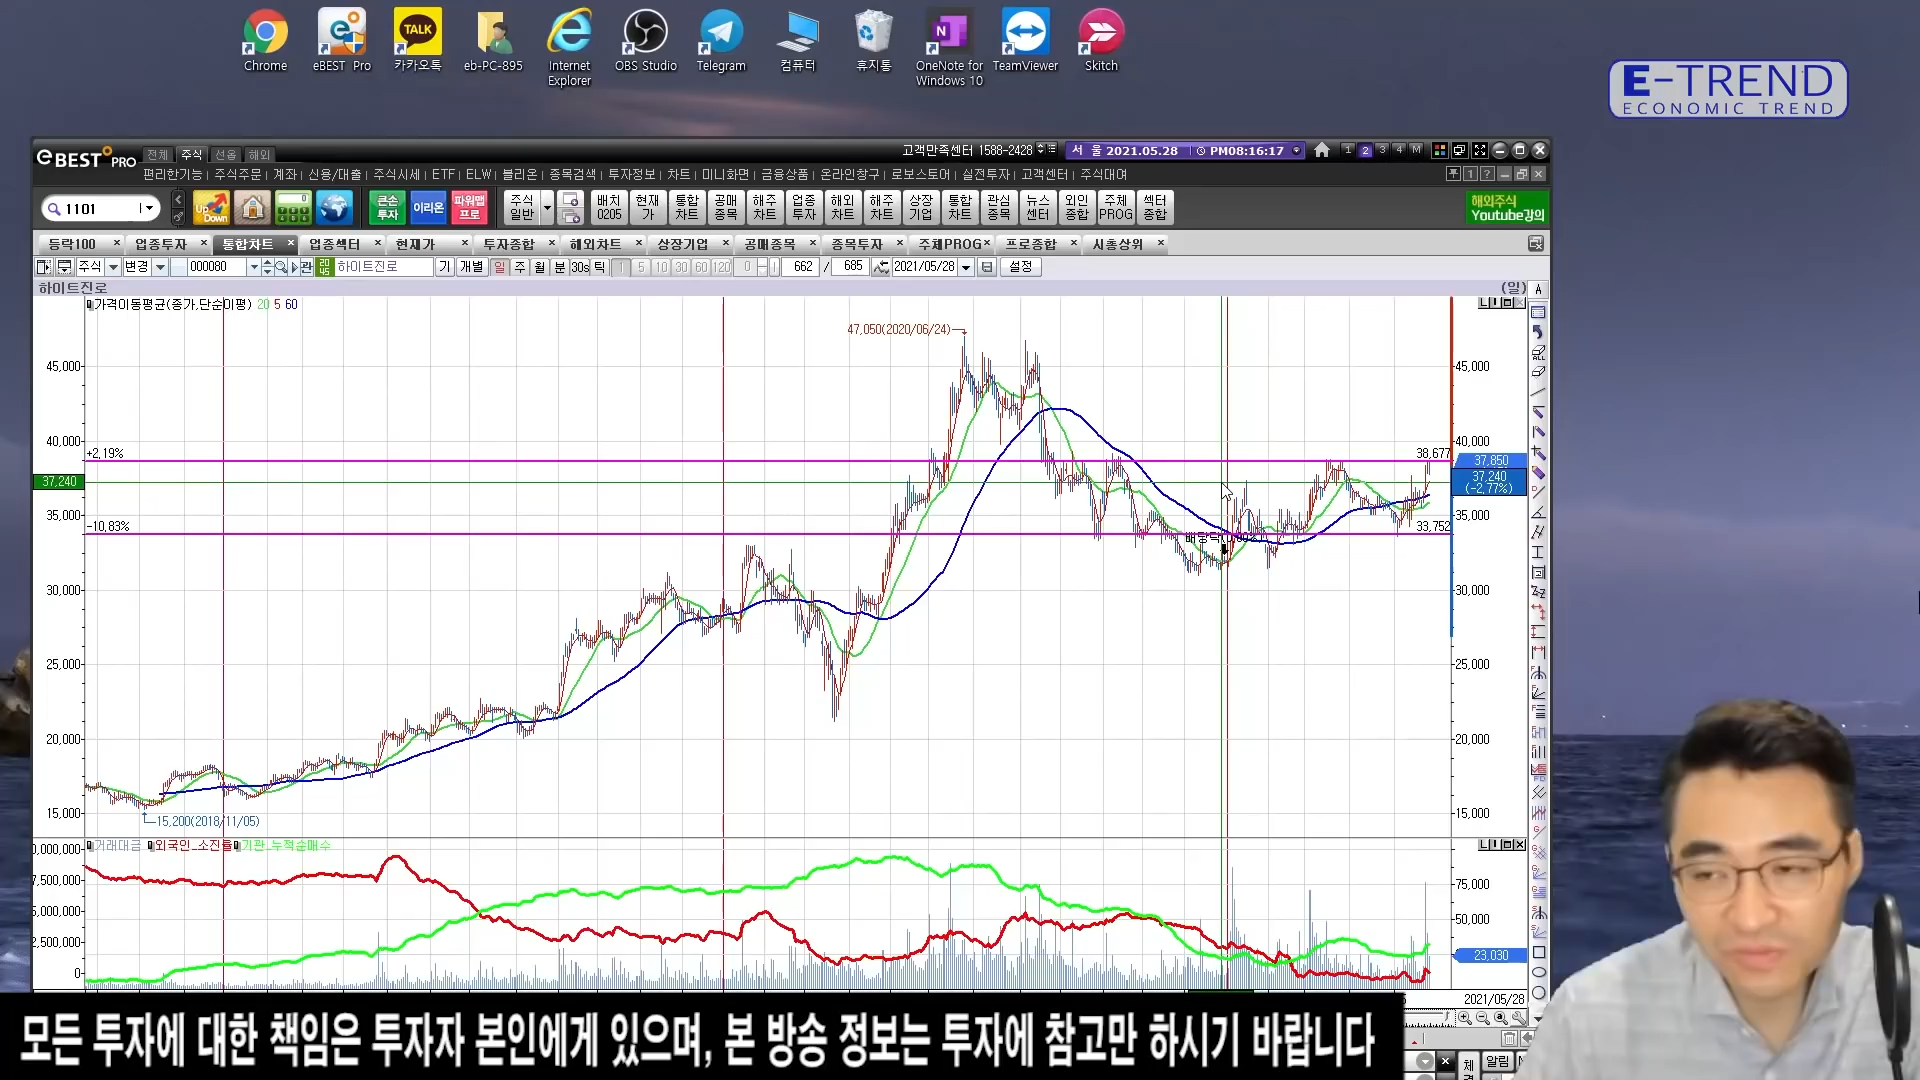 Chrome
eBEST Pro
TALK
카카오톡
eb-PC-895
Internet Explorer
OBS Studio
Telegram
컴퓨터
휴지통
OneNote for Windows 10
TeamViewer
Skitch
E-TREND
ECONOMIC TREND
eBEST PRO 전체 주식 선옵 해외
고객만족센터 1588-2428
서 울 2021.05.28 PM08:16:17
1 2 3 4 M
편리한기능 주식주문 계좌 신용/대출 주식시세 ETF ELW 불리온 종목검색 투자정보 차트 미니화면 금융상품 온라인창구 로보스토어 실전투자 고객센터 주식대여
1101
Up Down
큰손 투자
이리온
파워맵 프로
주식 일반
배치 0205
현재가
통합 차트
공매 종목
해주 차트
업종 투자
해외 차트
해주 차트
상장 기업
통합 차트
관심 종목
뉴스 센터
외인 종합
주체 PROG
섹터 종합
해외주식 Youtube강의
등락100 업종투자 통합차트 업종섹터 현재가 투자종합 해외차트 상장기업 공매종목 종목투자 주체PROG 프로종합 시총상위
주식 변경 000080 20 45 하이트진로 기 개별 일 주 월 분 30s 틱 1 5 10 30 60 120 0 662 / 685 2021/05/28 설정
하이트진로
(일)
가격이동평균(종가,단순이평) 20 5 60
47,050(2020/06/24)
45,000
40,000
+2,19%
38,677
37,850
37,240
37,240
(-2,77%)
35,000
-10,83%
33,752
30,000
25,000
20,000
15,000
15,200(2018/11/05)
45,000
40,000
35,000
30,000
25,000
20,000
15,000
거래대금 외국인_소진률 기관_누적순매수
7,500,000
5,000,000
2,500,000
0
75,000
50,000
23,030
2021/05/28
알림
모든 투자에 대한 책임은 투자자 본인에게 있으며, 본 방송 정보는 투자에 참고만 하시기 바랍니다